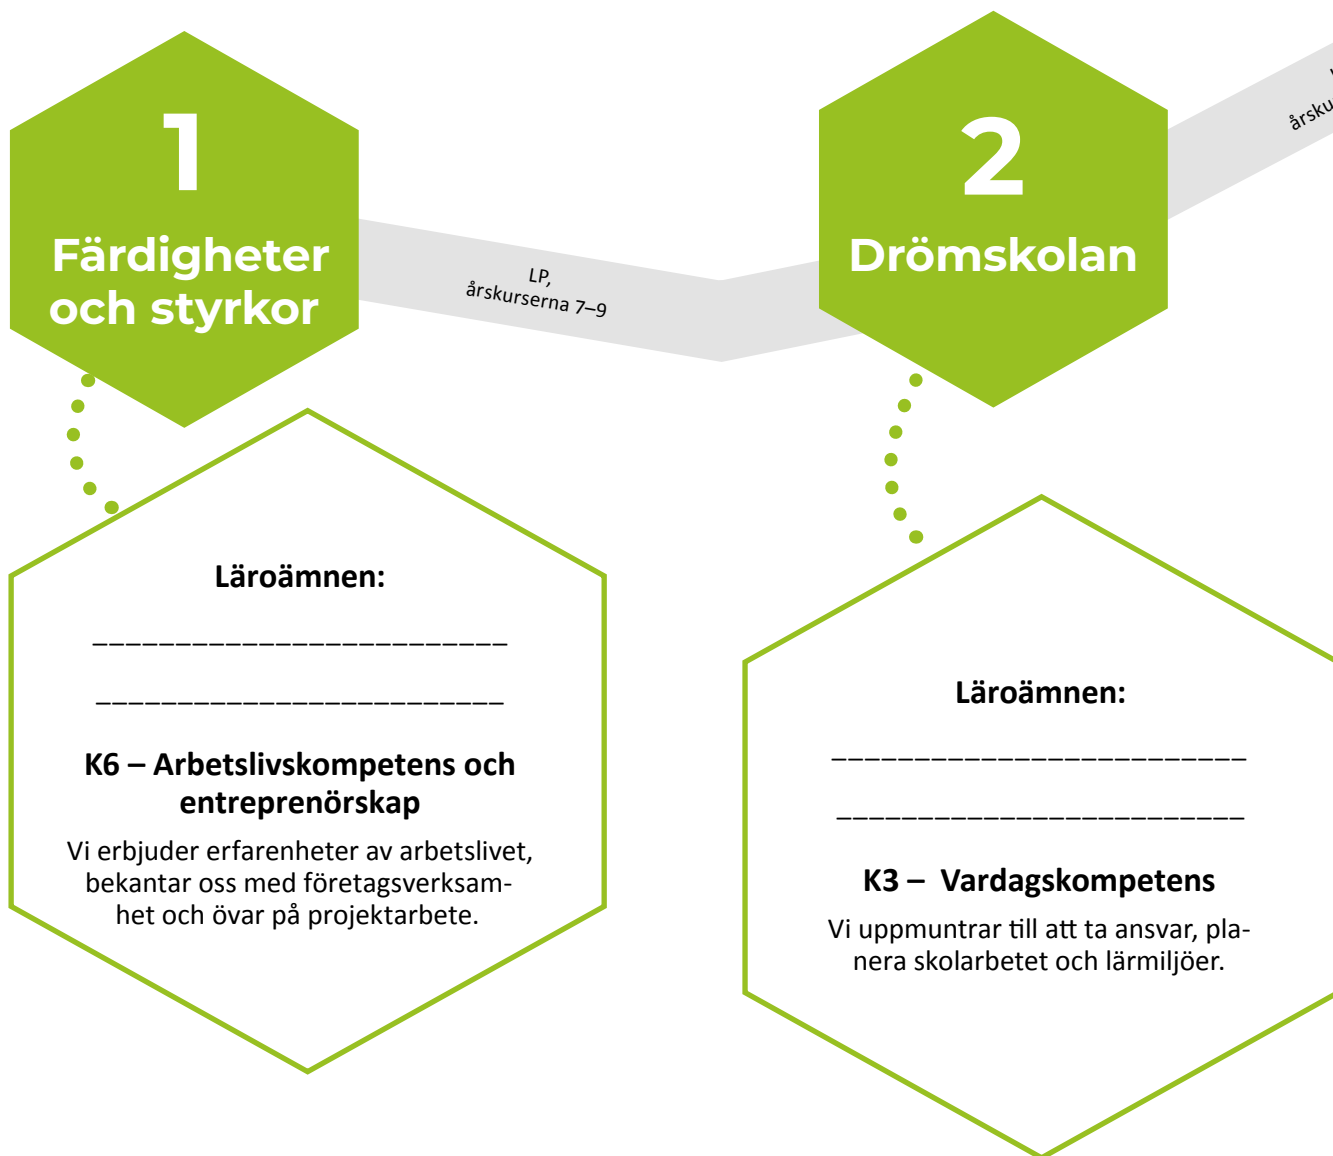 1
Färdigheter
och styrkor
LP,
årskurserna 7–9
2
Drömskolan
Läroämnen:
_________________________
_________________________
K6 – Arbetslivskompetens och
entreprenörskap
Vi erbjuder erfarenheter av arbetslivet,
bekantar oss med företagsverksam-
het och övar på projektarbete.
Läroämnen:
_________________________
_________________________
K3 – Vardagskompetens
Vi uppmuntrar till att ta ansvar, pla-
nera skolarbetet och lärmiljöer.